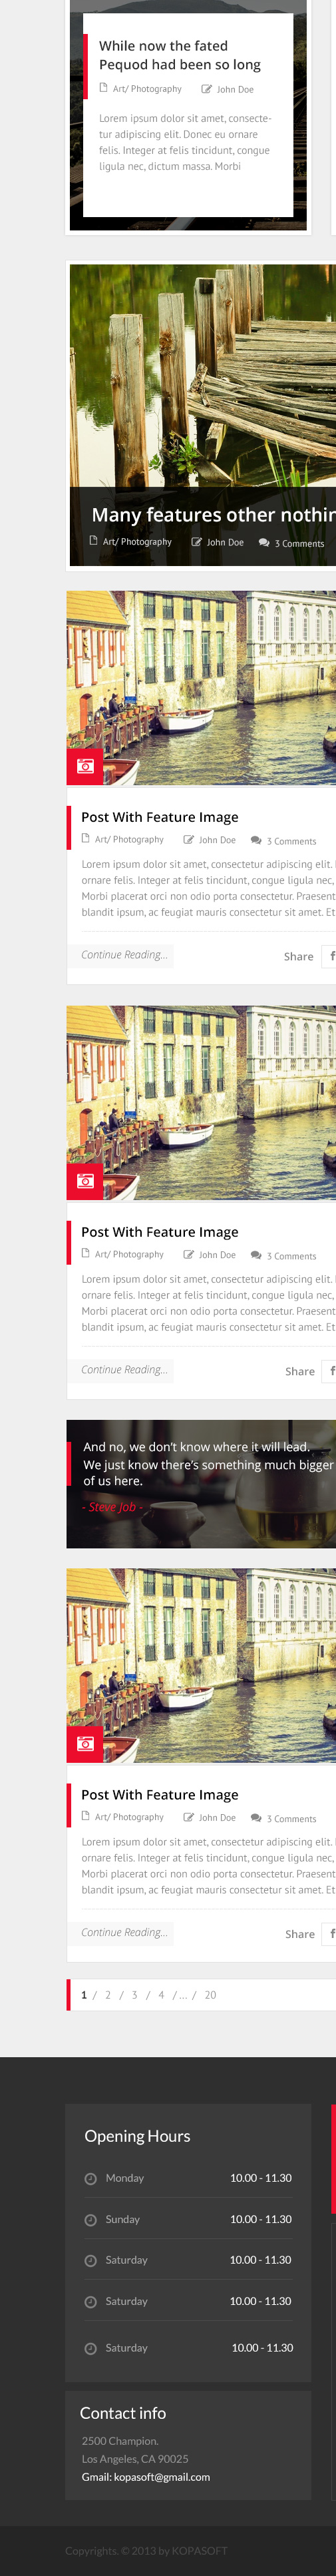 While now the fated
Pequod had been so long
Art/ Photography John Doe
Lorem ipsum dolor sit amet, consecte-
tur adipiscing elit. Donec eu ornare
felis. Integer at felis tincidunt, congue
ligula nec, dictum massa. Morbi
Many features other nothin
Art/ Photography John Doe 3 Comments
Post With Feature Image
Art/ Photography John Doe 3 Comments
Lorem ipsum dolor sit amet, consectetur adipiscing elit.
ornare felis. Integer at felis tincidunt, congue ligula nec,
Morbi placerat orci non odio porta consectetur. Praesent
blandit ipsum, ac feugiat mauris consectetur sit amet. Et
Continue Reading... Share
Post With Feature Image
Art/ Photography John Doe 3 Comments
Lorem ipsum dolor sit amet, consectetur adipiscing elit.
ornare felis. Integer at felis tincidunt, congue ligula nec,
Morbi placerat orci non odio porta consectetur. Praesent
blandit ipsum, ac feugiat mauris consectetur sit amet. Et
Continue Reading... Share
And no, we don't know where it will lead.
We just know there's something much bigger
of us here.
- Steve Job -
Post With Feature Image
Art/ Photography John Doe 3 Comments
Lorem ipsum dolor sit amet, consectetur adipiscing elit.
ornare felis. Integer at felis tincidunt, congue ligula nec,
Morbi placerat orci non odio porta consectetur. Praesent
blandit ipsum, ac feugiat mauris consectetur sit amet. Et
Continue Reading... Share
1 / 2 / 3 / 4 / ... / 20
Opening Hours
Monday 10.00 - 11.30
Sunday 10.00 - 11.30
Saturday 10.00 - 11.30
Saturday 10.00 - 11.30
Saturday 10.00 - 11.30
Contact info
2500 Champion.
Los Angeles, CA 90025
Gmail: kopasoft@gmail.com
Copyrights. © 2013 by KOPASOFT